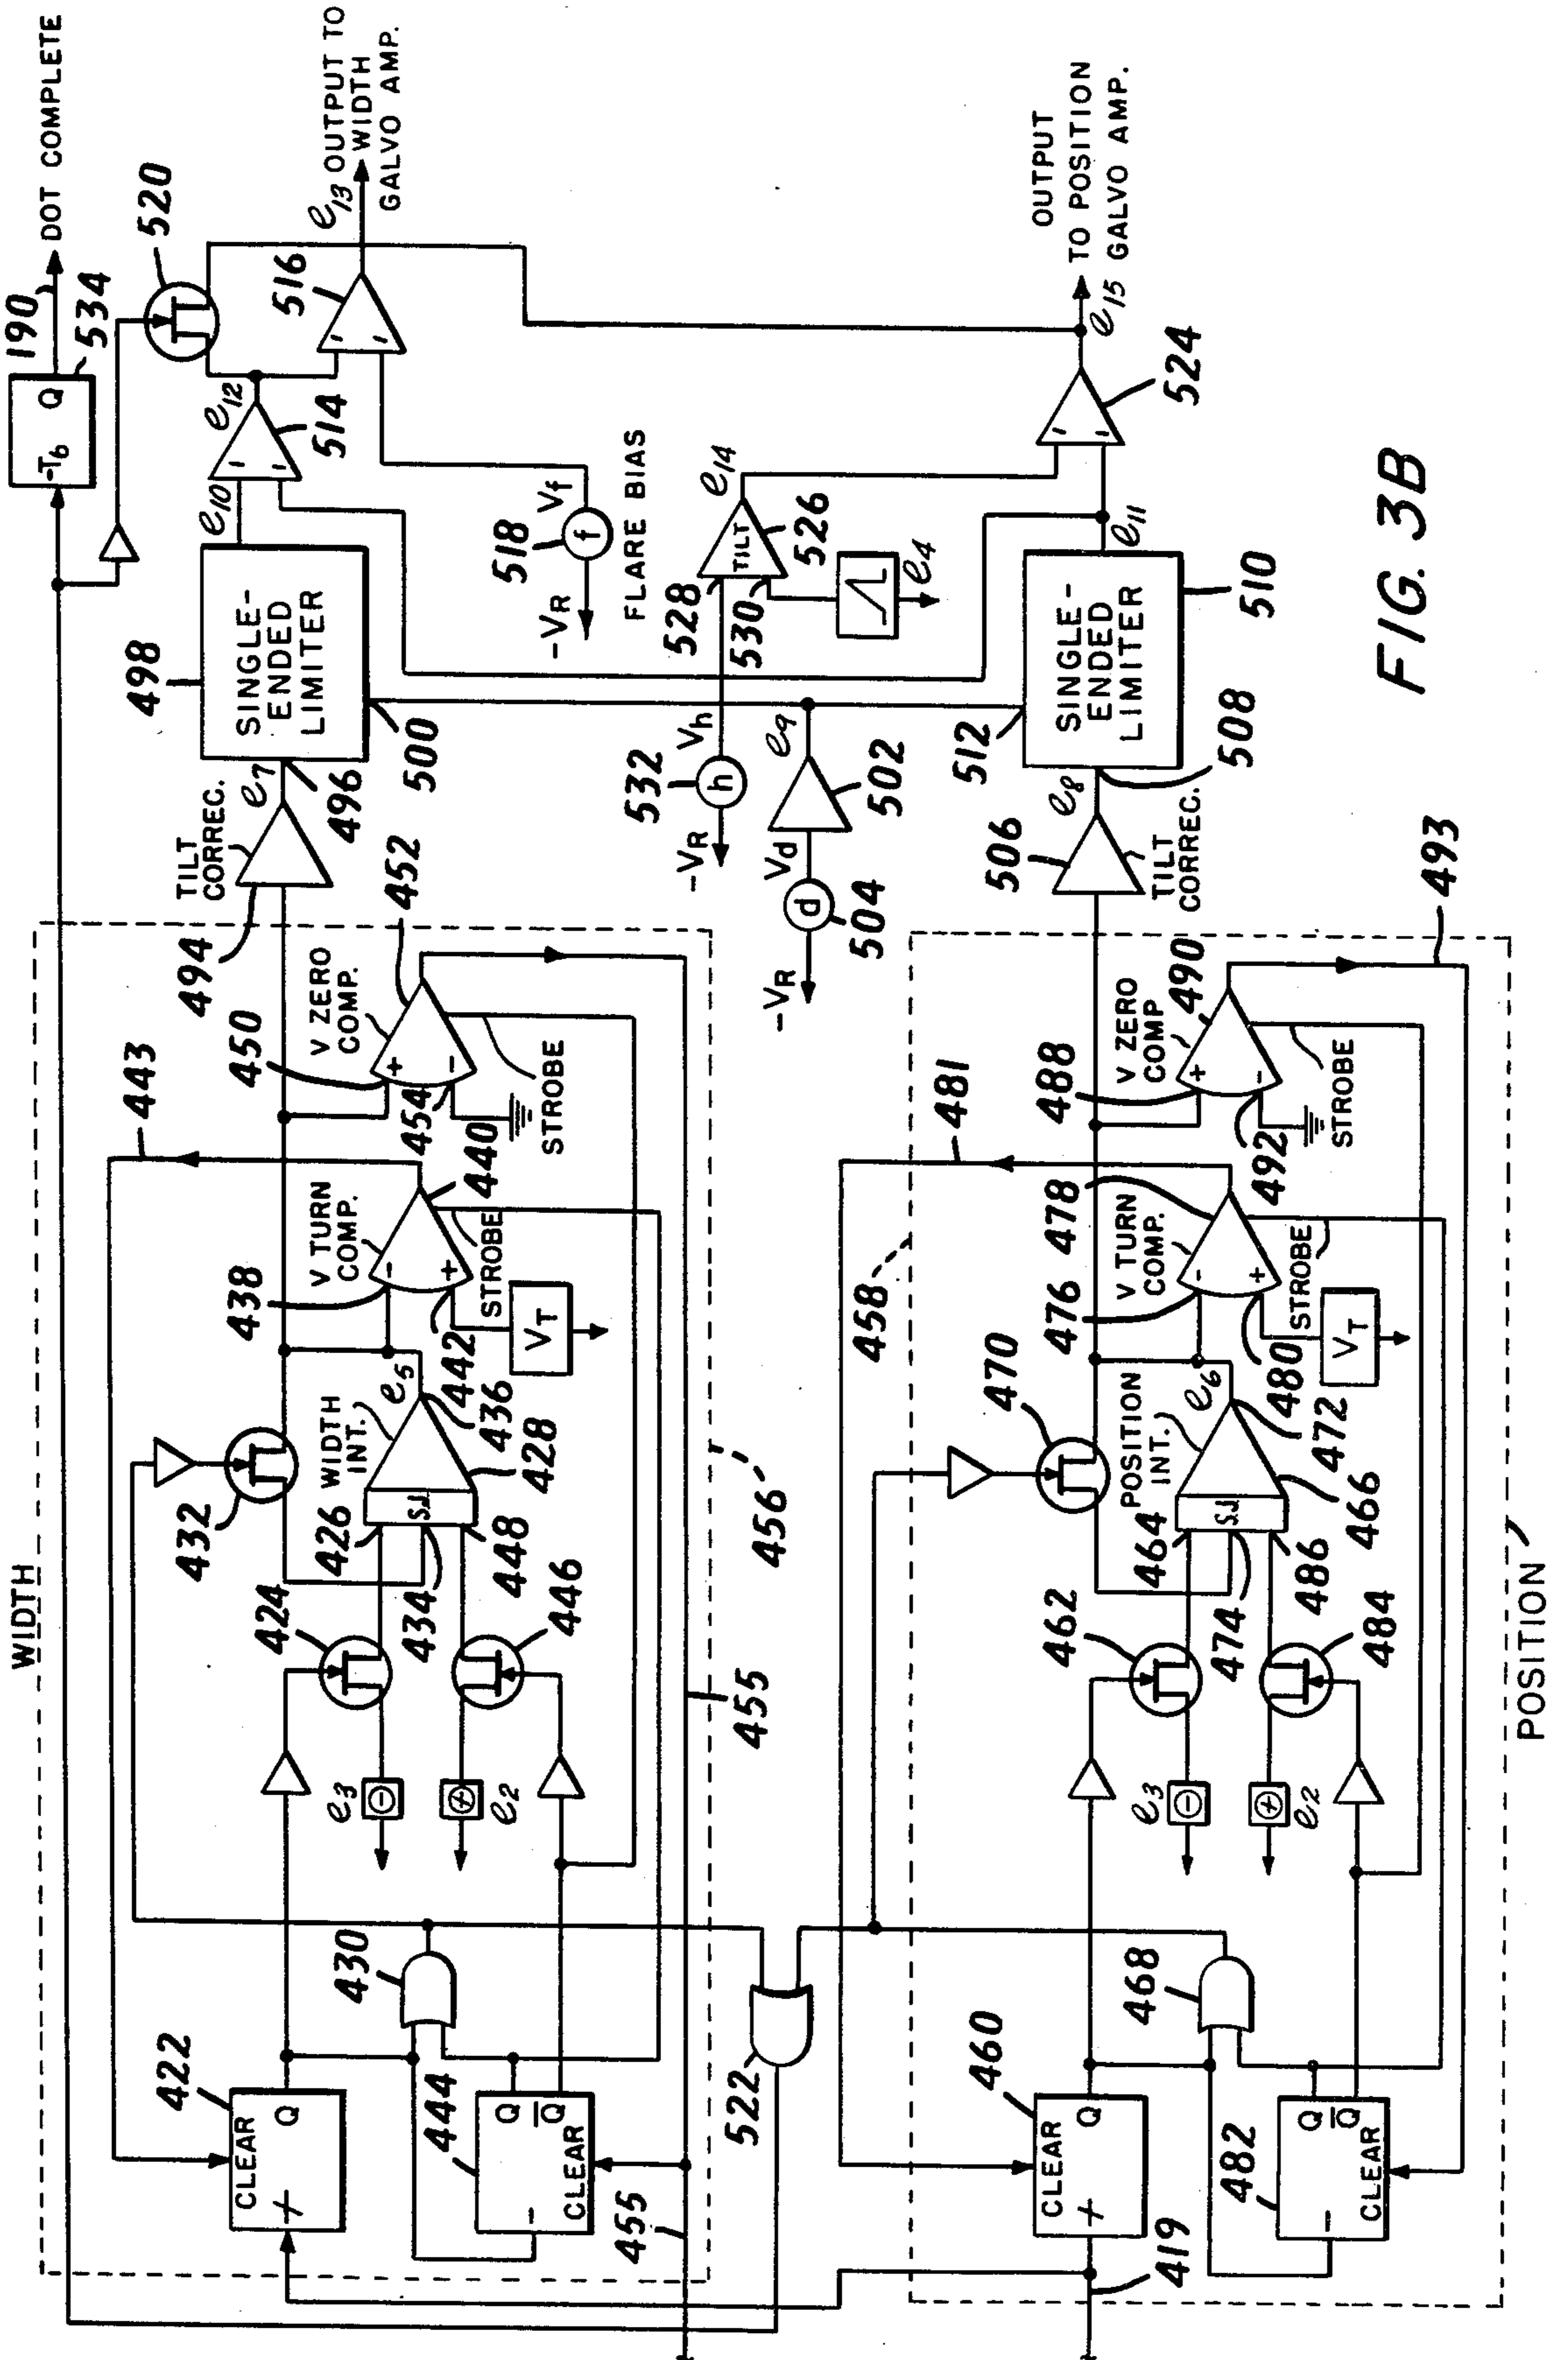 WIDTH
422
CLEAR
Q
444
Q
Q̅
CLEAR
–
430
455
432
424
426
434
446
448
S.J.
e3
e2
WIDTH
INT.
428
436
e5
438
442
V TURN
COMP.
440
STROBE
VT
443
450
454
V ZERO
COMP.
452
STROBE
455
456
494
TILT
CORREC.
e7
496
498
SINGLE-
ENDED
LIMITER
500
e10
e12
514
516
520
-T6 Q
534
190
DOT COMPLETE
e13 OUTPUT TO
WIDTH
GALVO AMP.
518
Vf
f
-VR
FLARE BIAS
528
530
TILT
526
e14
e4
532
Vh
h
-VR
e9
502
Vd
d
504
-VR
522
458
419
460
CLEAR
Q
482
Q
Q̅
CLEAR
–
468
470
462
464
474
484
486
S.J.
e3
e2
POSITION
INT.
466
472
e6
476
480
V TURN
COMP.
478
STROBE
VT
481
488
492
V ZERO
COMP
490
STROBE
493
506
TILT
CORREC.
e8
508
512
SINGLE-
ENDED
LIMITER
510
e11
524
e15
OUTPUT
TO POSITION
GALVO AMP.
POSITION
FIG. 3B